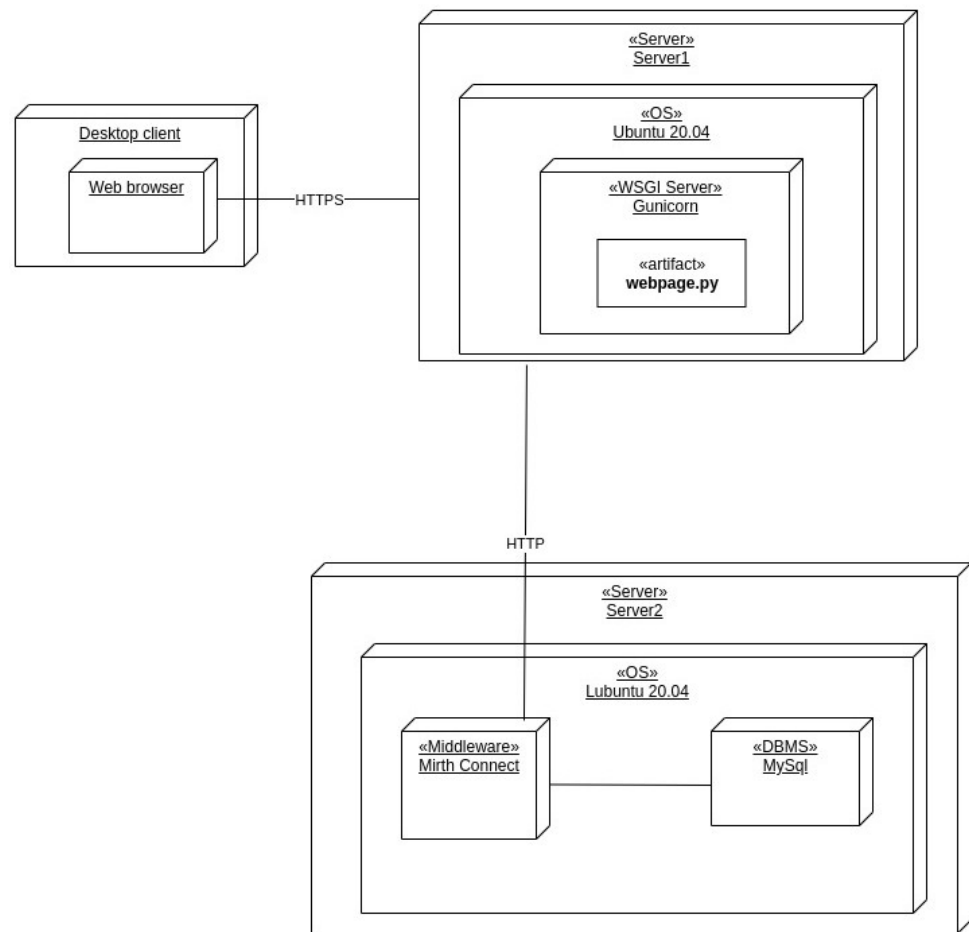 «Server»
Server1
«OS»
Ubuntu 20.04
Desktop client
Web browser
«WSGI Server»
Gunicorn
HTTPS
«artifact»
webpage.py
HTTP
«Server»
Server2
«OS»
Lubuntu 20.04
«Middleware»
Mirth Connect
«DBMS»
MySql